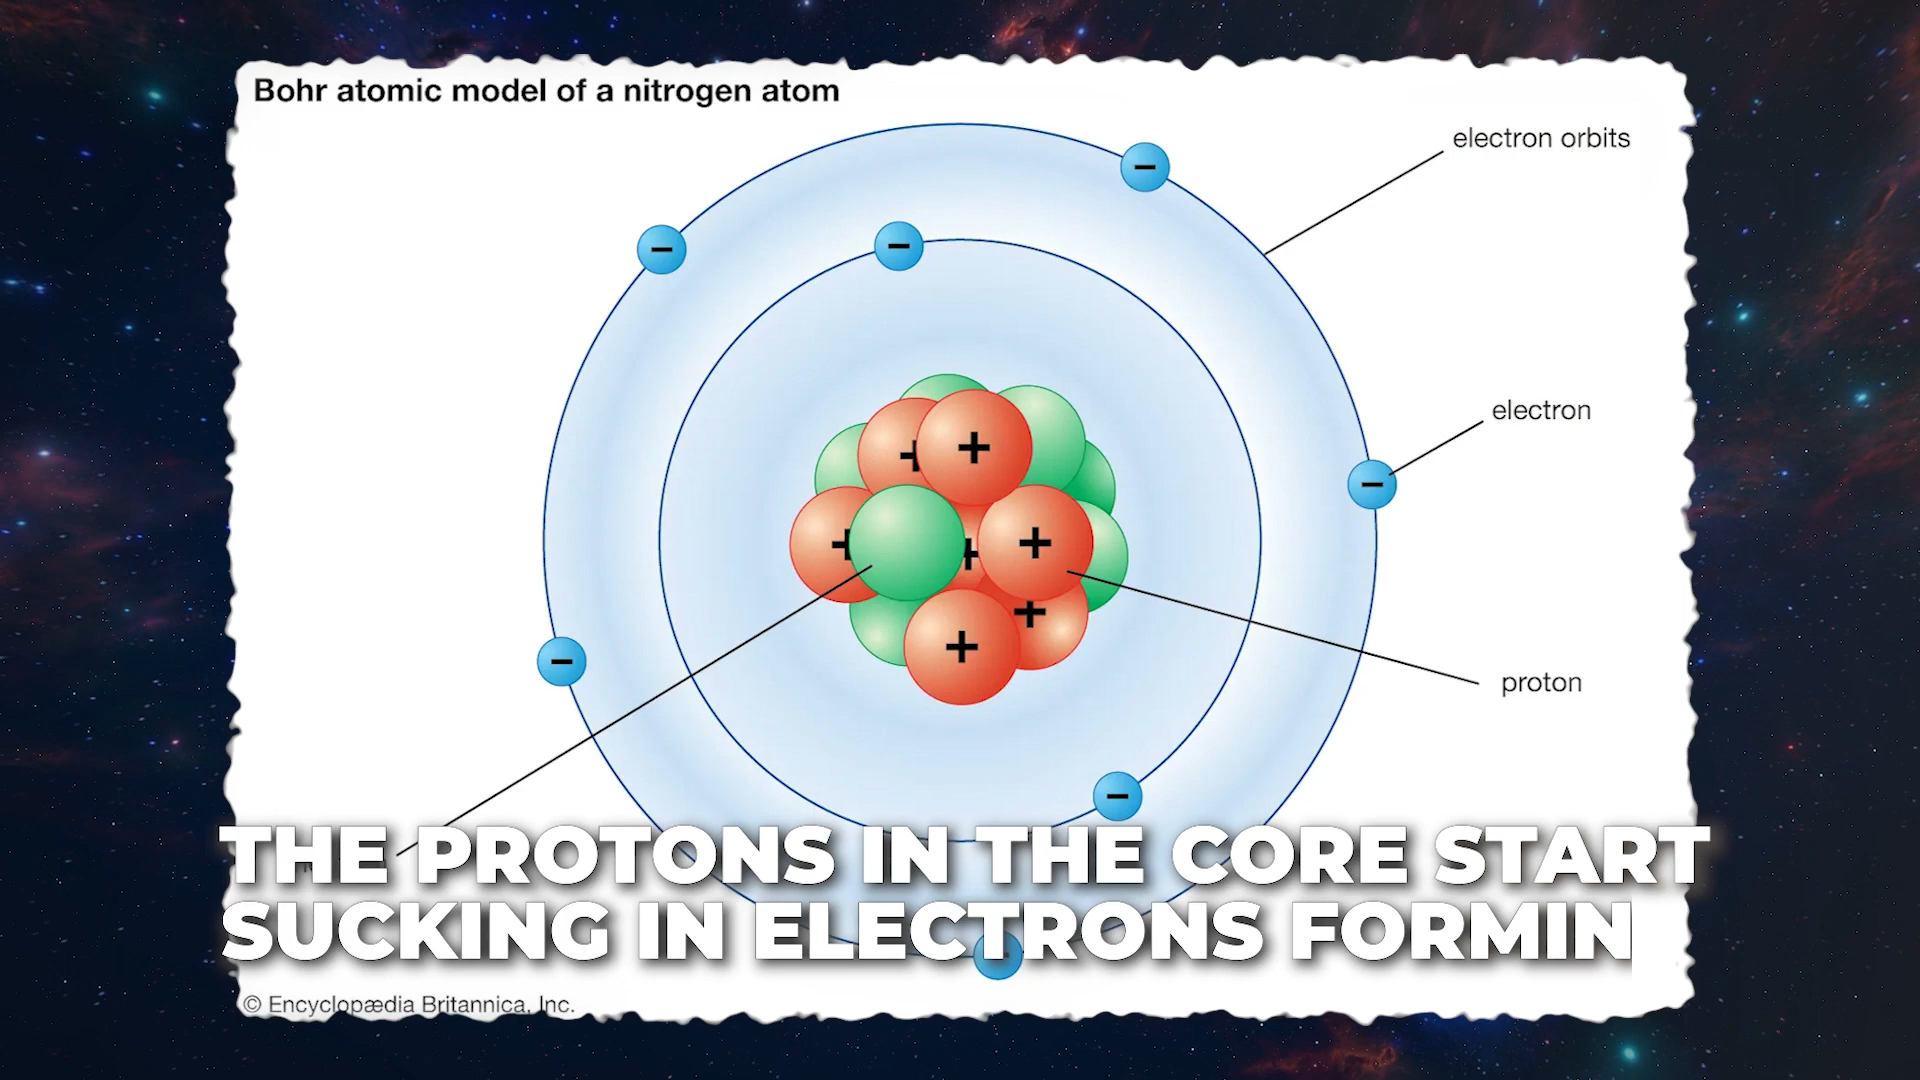 Bohr atomic model of a nitrogen atom
electron orbits
electron
proton
THE PROTONS IN THE CORE START
SUCKING IN ELECTRONS FORMIN
© Encyclopædia Britannica, Inc.